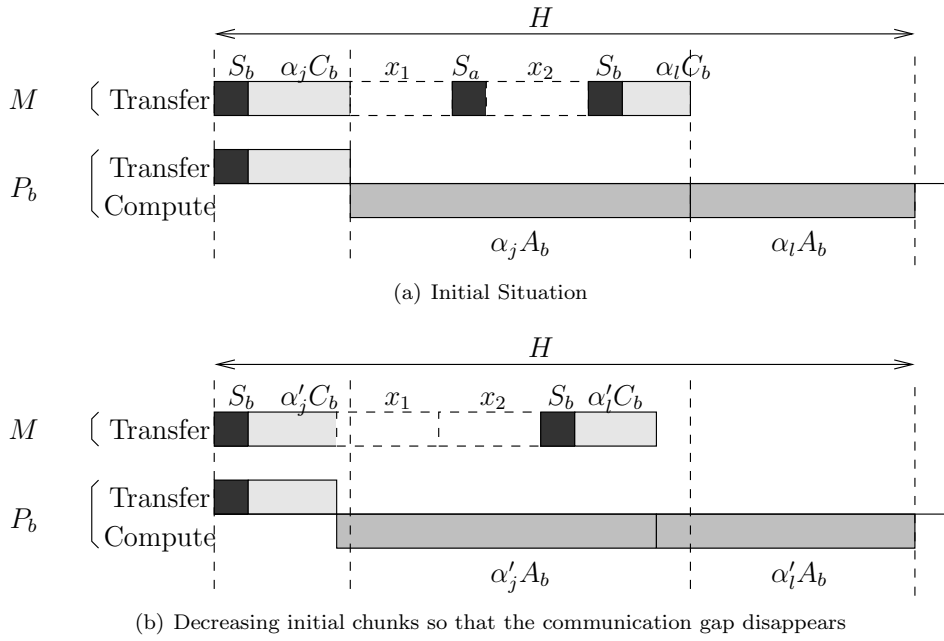 H
S_b α_jC_b x_1 S_a x_2 S_b α_lC_b
M Transfer
Transfer
P_b
Compute
α_jA_b α_lA_b
(a) Initial Situation
H
S_b α′_jC_b x_1 x_2 S_b α′_lC_b
M Transfer
Transfer
P_b
Compute
α′_jA_b α′_lA_b
(b) Decreasing initial chunks so that the communication gap disappears